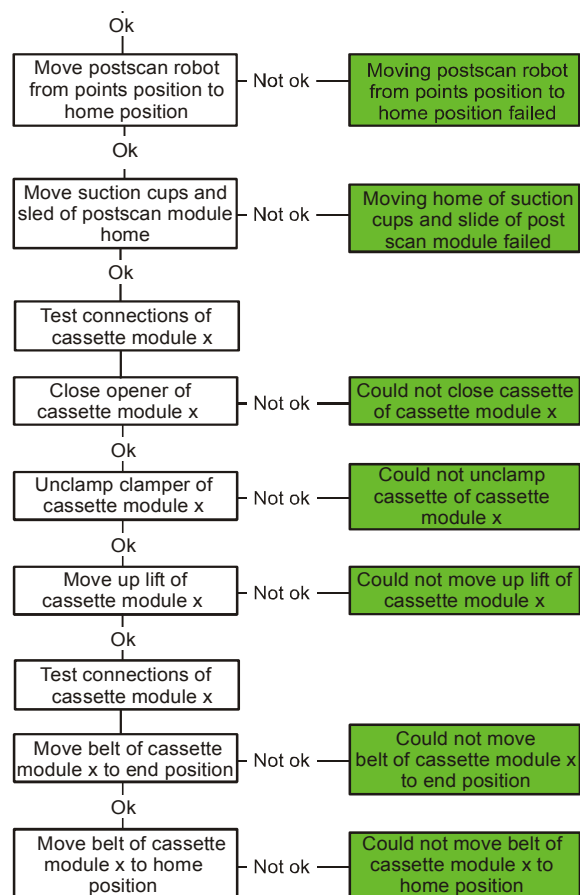 Ok
Move postscan robot
from points position to
home position
Not ok
Moving postscan robot
from points position to
home position failed
Ok
Move suction cups and
sled of postscan module
home
Not ok
Moving home of suction
cups and slide of post
scan module failed
Ok
Test connections of
cassette module x
Close opener of
cassette module x
Not ok
Could not close cassette
of cassette module x
Ok
Unclamp clamper of
cassette module x
Not ok
Could not unclamp
cassette of cassette
module x
Ok
Move up lift of
cassette module x
Not ok
Could not move up lift of
cassette module x
Ok
Test connections of
cassette module x
Move belt of cassette
module x to end position
Not ok
Could not move
belt of cassette module x
to end position
Ok
Move belt of cassette
module x to home
position
Not ok
Could not move belt of
cassette module x to
home position